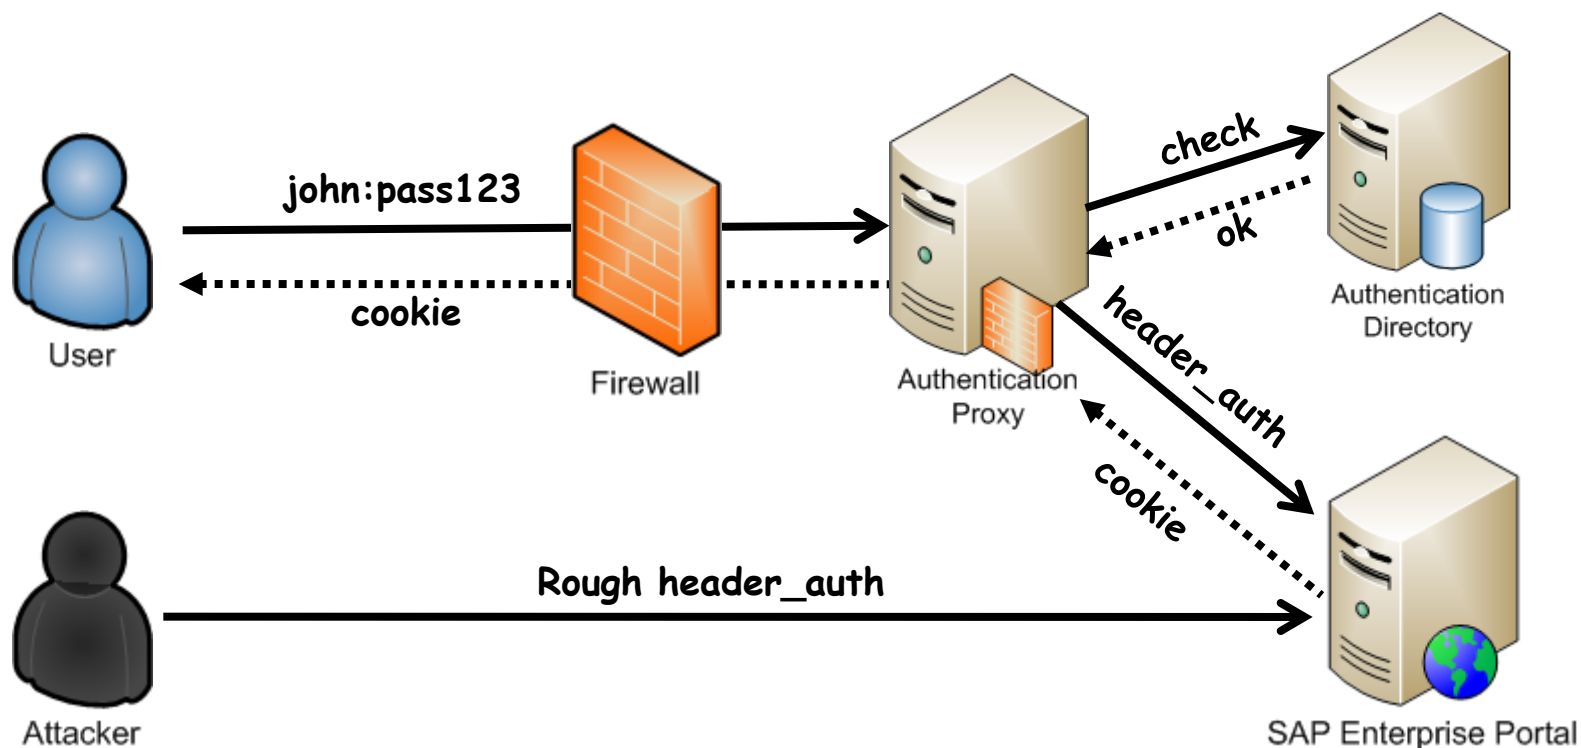 john:pass123
check
ok
cookie
User
Firewall
Authentication
Proxy
Authentication
Directory
header_auth
cookie
Rough header_auth
Attacker
SAP Enterprise Portal